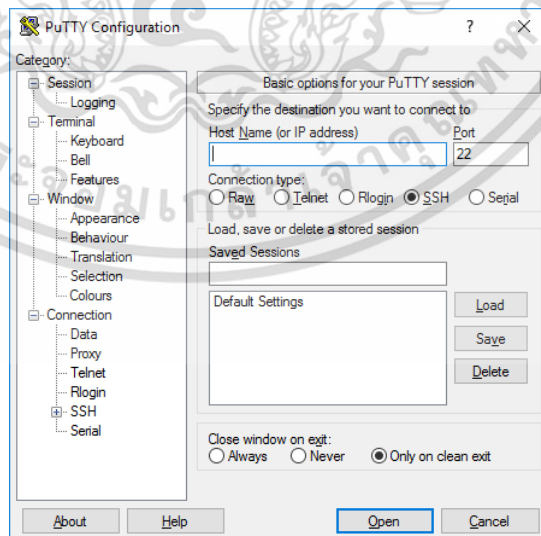 PuTTY Configuration
?
Category:
Session
Logging
Terminal
Keyboard
Bell
Features
Window
Appearance
Behaviour
Translation
Selection
Colours
Connection
Data
Proxy
Telnet
Rlogin
SSH
Serial
Basic options for your PuTTY session
Specify the destination you want to connect to
Host Name (or IP address) Port
22
Connection type:
Raw Telnet Rlogin SSH Serial
Load, save or delete a stored session
Saved Sessions
Default Settings
Load
Save
Delete
Close window on exit:
Always Never Only on clean exit
About Help Open Cancel